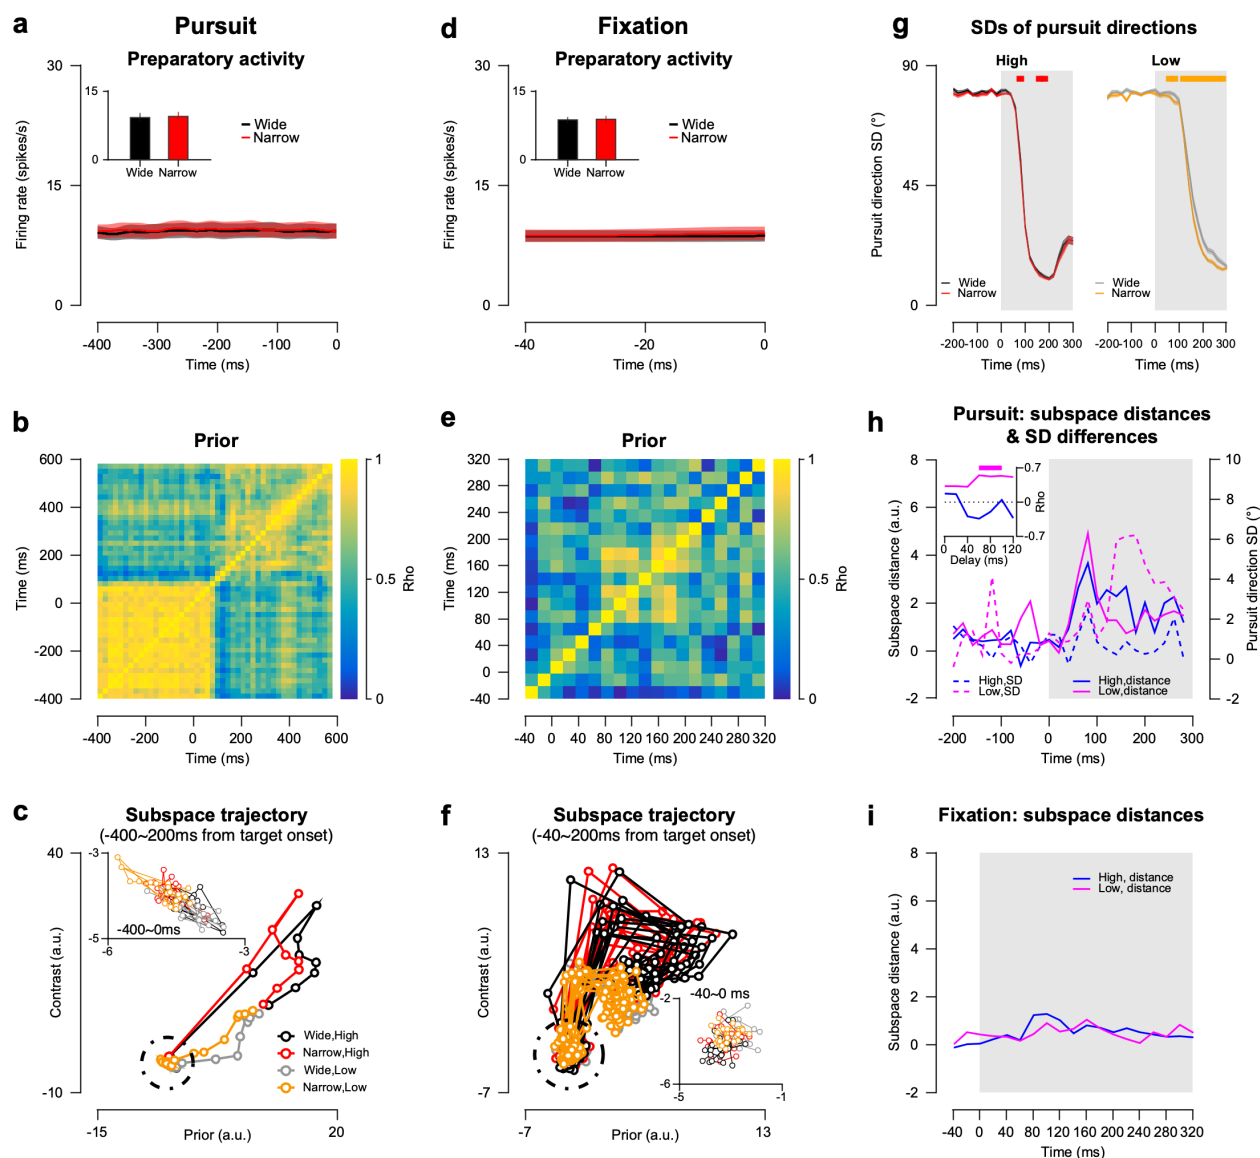 a
Pursuit
Preparatory activity
30
15
0
Firing rate (spikes/s)
15
0
Wide Narrow
Wide
Narrow
-400 -300 -200 -100 0
Time (ms)
d
Fixation
Preparatory activity
30
15
0
Firing rate (spikes/s)
15
0
Wide Narrow
Wide
Narrow
-40 -20 0
Time (ms)
g
SDs of pursuit directions
High Low
90
45
0
Pursuit direction SD (°)
Wide
Narrow
Wide
Narrow
-200-100 0 100 200 300
-200-100 0 100 200 300
Time (ms) Time (ms)
b
Prior
600
400
200
0
-200
-400
Time (ms)
1
0.5
0
Rho
-400 -200 0 200 400 600
Time (ms)
e
Prior
320
280
240
200
160
120
80
40
0
-40
Time (ms)
1
0.5
0
Rho
-40 0 40 80 120 160 200 240 280 320
Time (ms)
h
Pursuit: subspace distances
& SD differences
8
6
4
2
0
-2
Subspace distance (a.u.)
10
8
6
4
2
0
-2
Pursuit direction SD (°)
0.7
0
-0.7
Rho
0 40 80 120
Delay (ms)
High,SD
Low,SD
High,distance
Low,distance
-200 -100 0 100 200 300
Time (ms)
c
Subspace trajectory
(-400~200ms from target onset)
40
-10
Contrast (a.u.)
-3
-5
-400~0ms
-6 -3
Wide,High
Narrow,High
Wide,Low
Narrow,Low
-15 20
Prior (a.u.)
f
Subspace trajectory
(-40~200ms from target onset)
13
-7
Contrast (a.u.)
-40~0 ms
-2
-6
-5 -1
-7 13
Prior (a.u.)
i
Fixation: subspace distances
8
6
4
2
0
-2
Subspace distance (a.u.)
High, distance
Low, distance
-40 0 40 80 120 160 200 240 280 320
Time (ms)